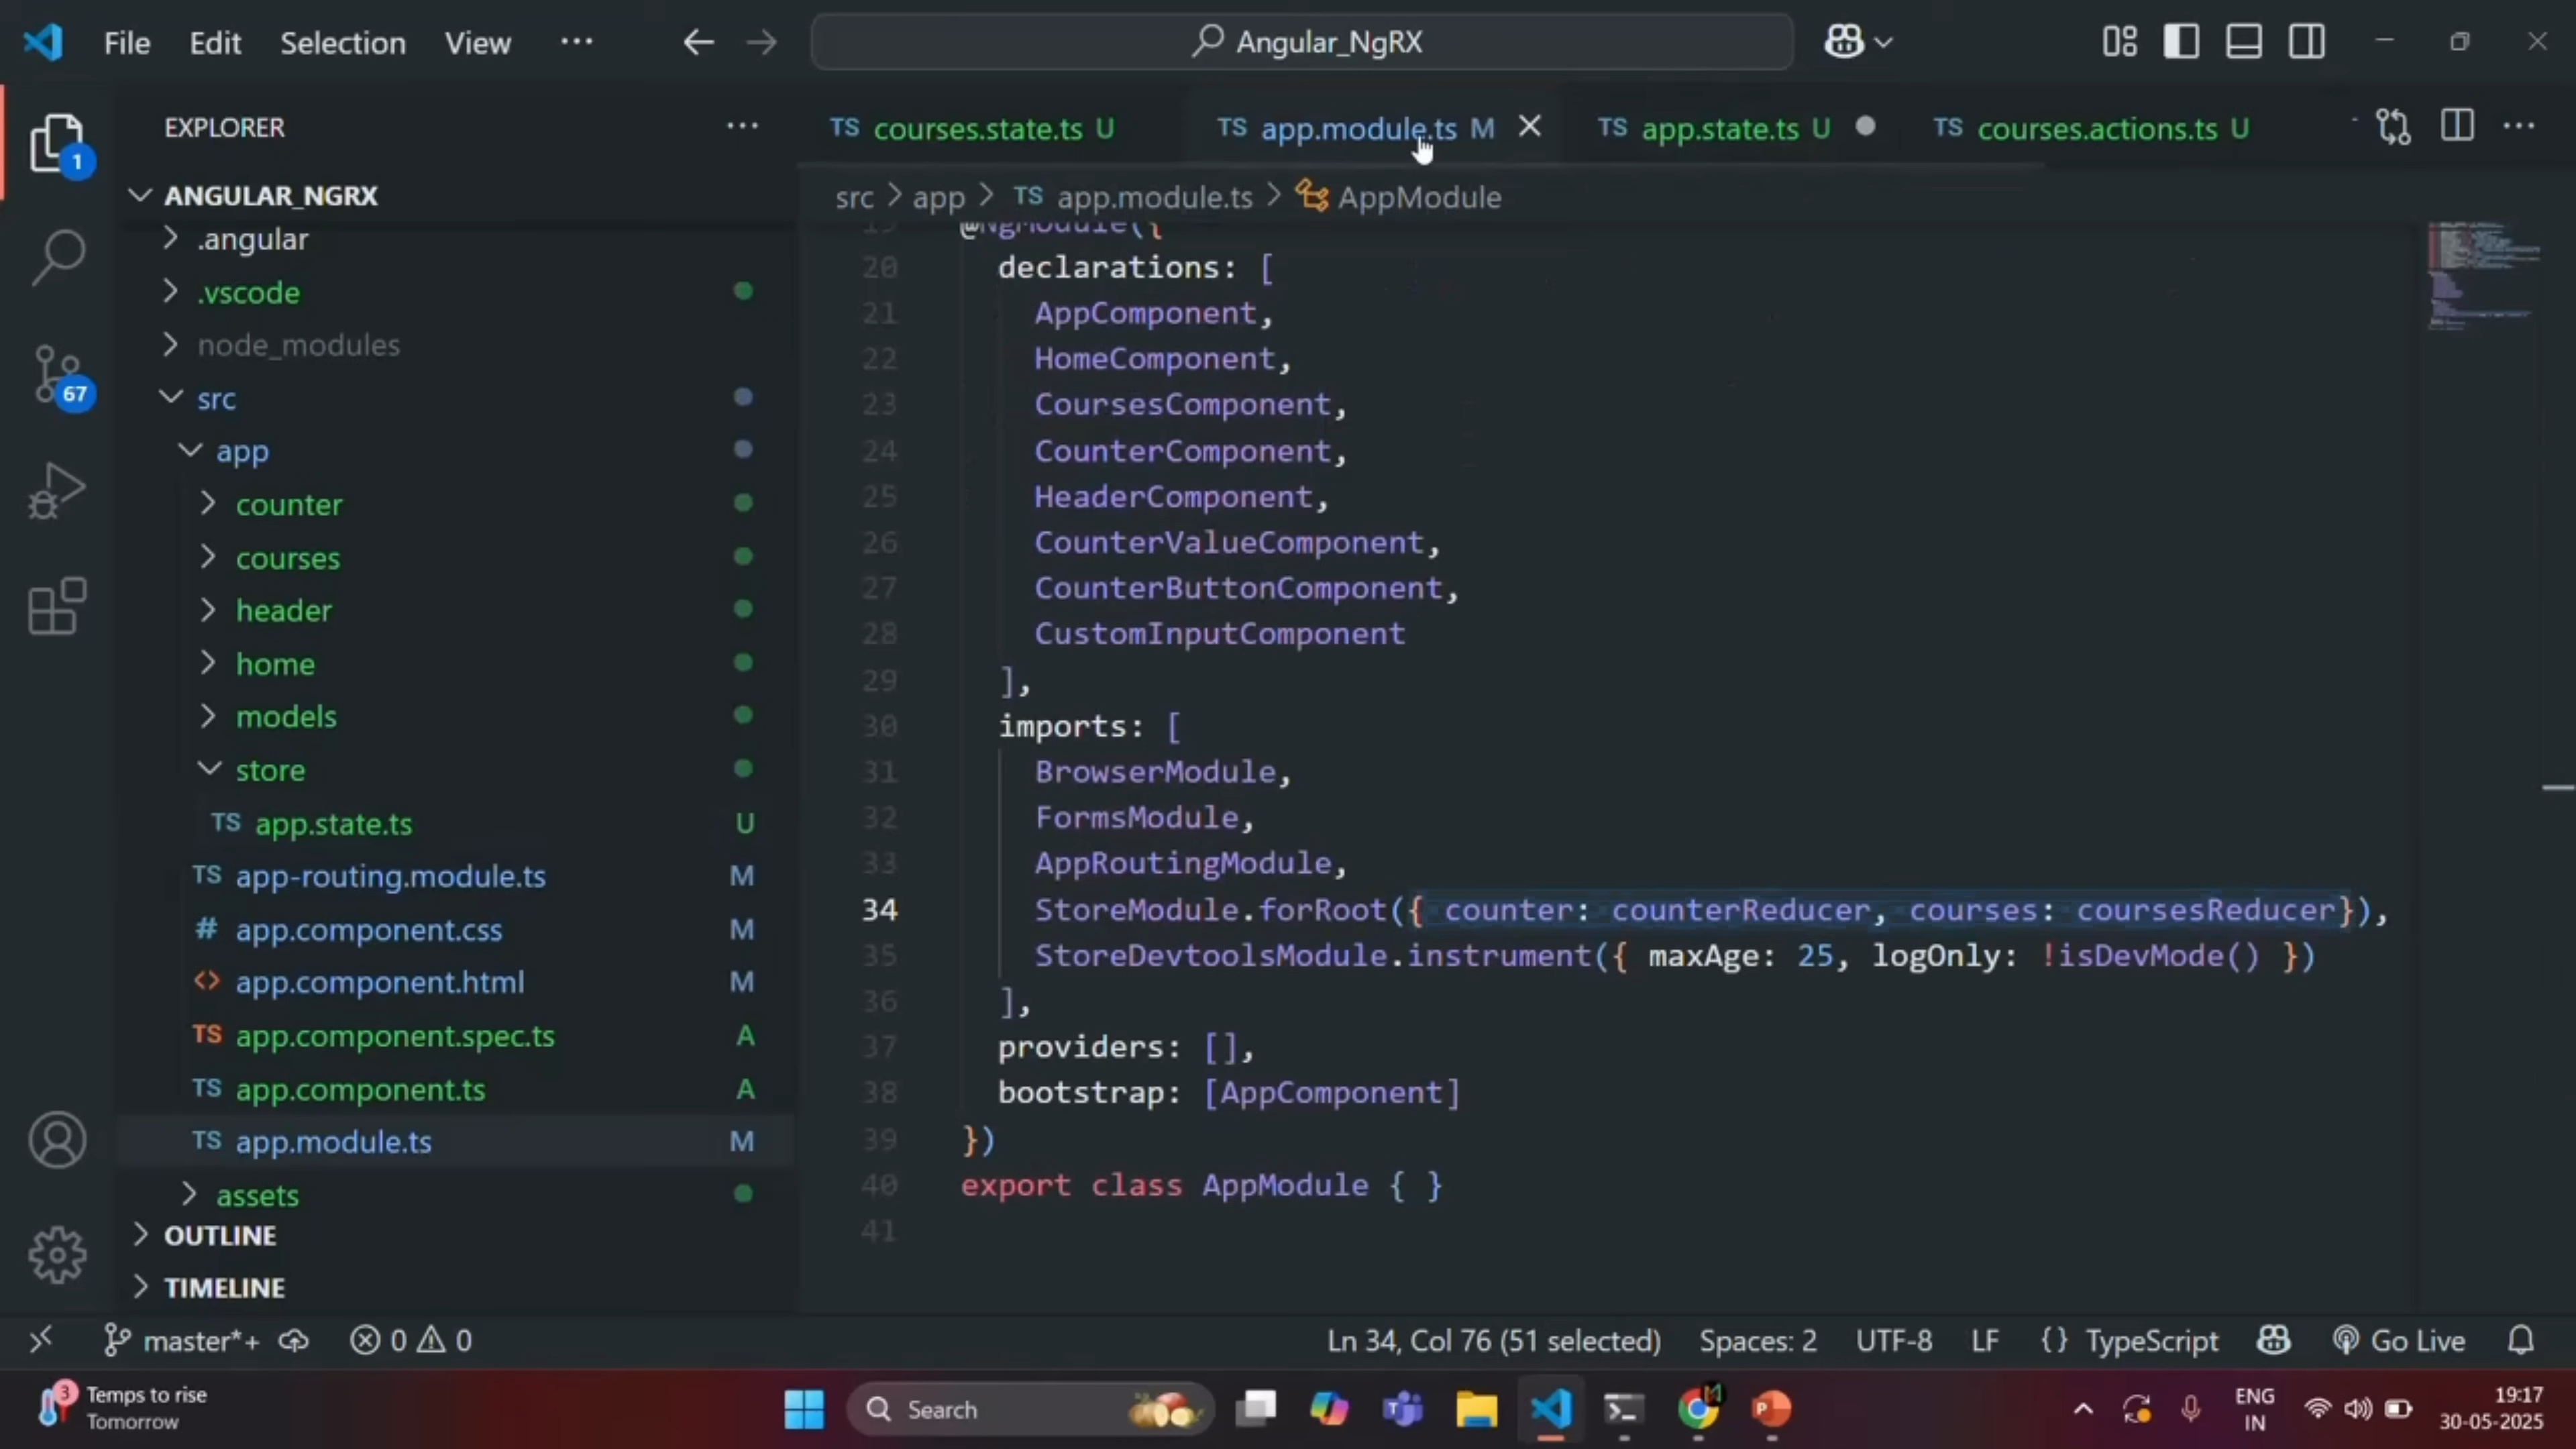 File Edit Selection View ··· Angular_NgRX
EXPLORER ···
ANGULAR_NGRX
.angular
.vscode
node_modules
src
app
counter
courses
header
home
models
store
TS app.state.ts U
TS app-routing.module.ts M
# app.component.css M
<> app.component.html M
TS app.component.spec.ts A
TS app.component.ts A
TS app.module.ts M
assets
OUTLINE
TIMELINE
1
67
TS courses.state.ts U TS app.module.ts M TS app.state.ts U TS courses.actions.ts U ···
src > app > TS app.module.ts > AppModule
19 @NgModule({
20 declarations: [
21 AppComponent,
22 HomeComponent,
23 CoursesComponent,
24 CounterComponent,
25 HeaderComponent,
26 CounterValueComponent,
27 CounterButtonComponent,
28 CustomInputComponent
29 ],
30 imports: [
31 BrowserModule,
32 FormsModule,
33 AppRoutingModule,
34 StoreModule.forRoot({ counter: counterReducer, courses: coursesReducer}),
35 StoreDevtoolsModule.instrument({ maxAge: 25, logOnly: !isDevMode() })
36 ],
37 providers: [],
38 bootstrap: [AppComponent]
39 })
40 export class AppModule { }
41
master*+ 0 0 Ln 34, Col 76 (51 selected) Spaces: 2 UTF-8 LF {} TypeScript Go Live
3 Temps to rise
Tomorrow
Search
ENG
IN
19:17
30-05-2025